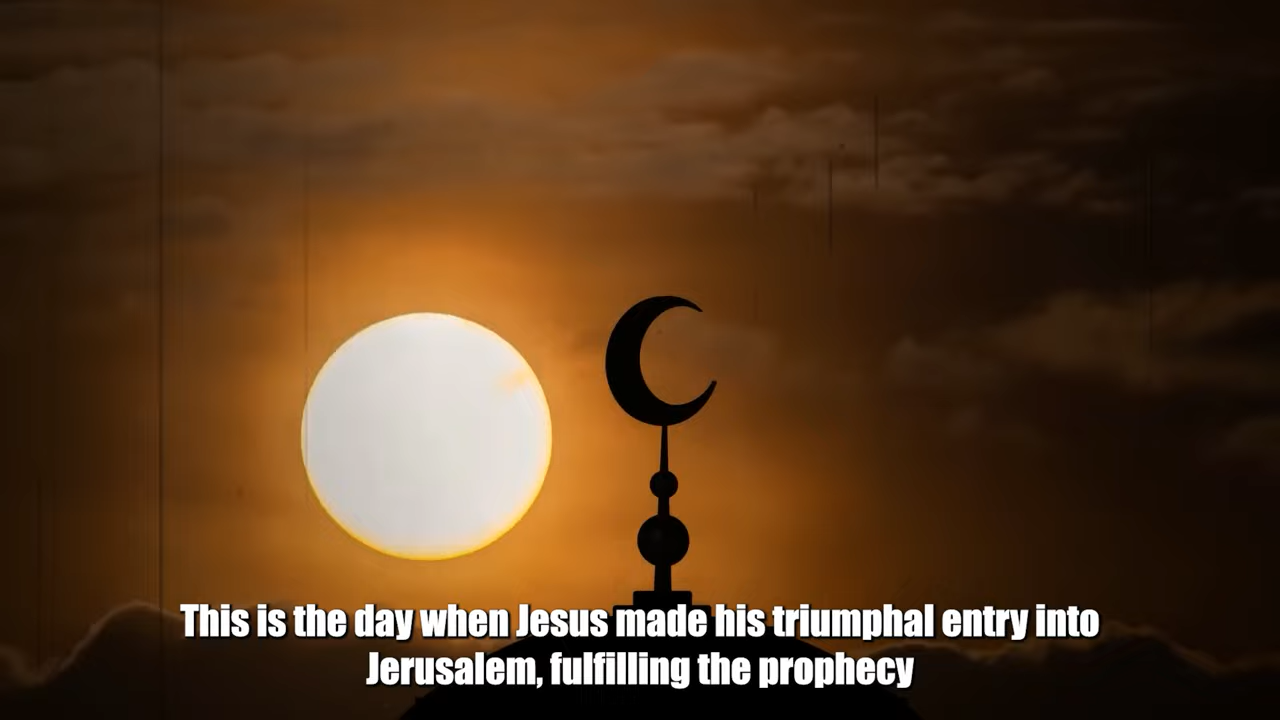 This is the day when Jesus made his triumphal entry into
Jerusalem, fulfilling the prophecy